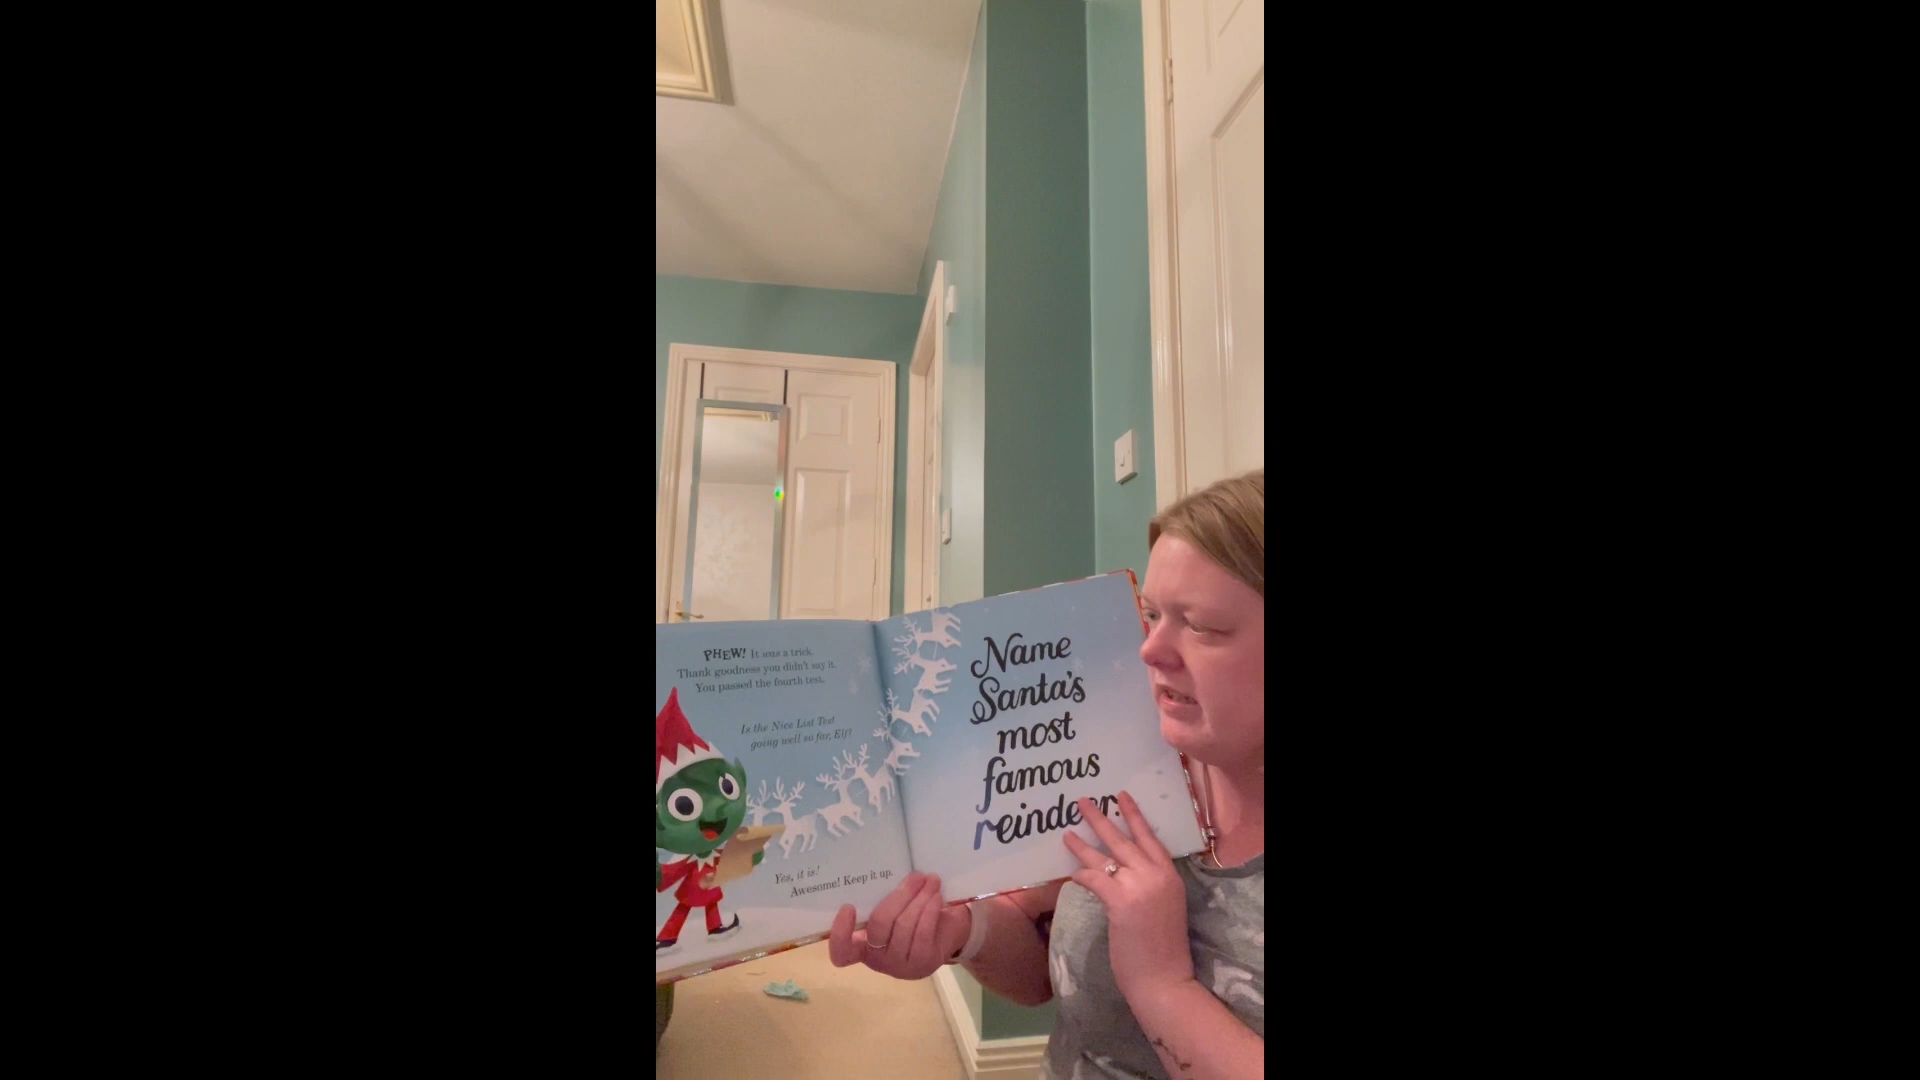 PHEW! It was a trick.
Thank goodness you didn't say it.
You passed the fourth test.
Is the Nice List Test
going well so far, Elf?
Yes, it is!
Awesome! Keep it up.
Name
Santa's
most
famous
reindeer.